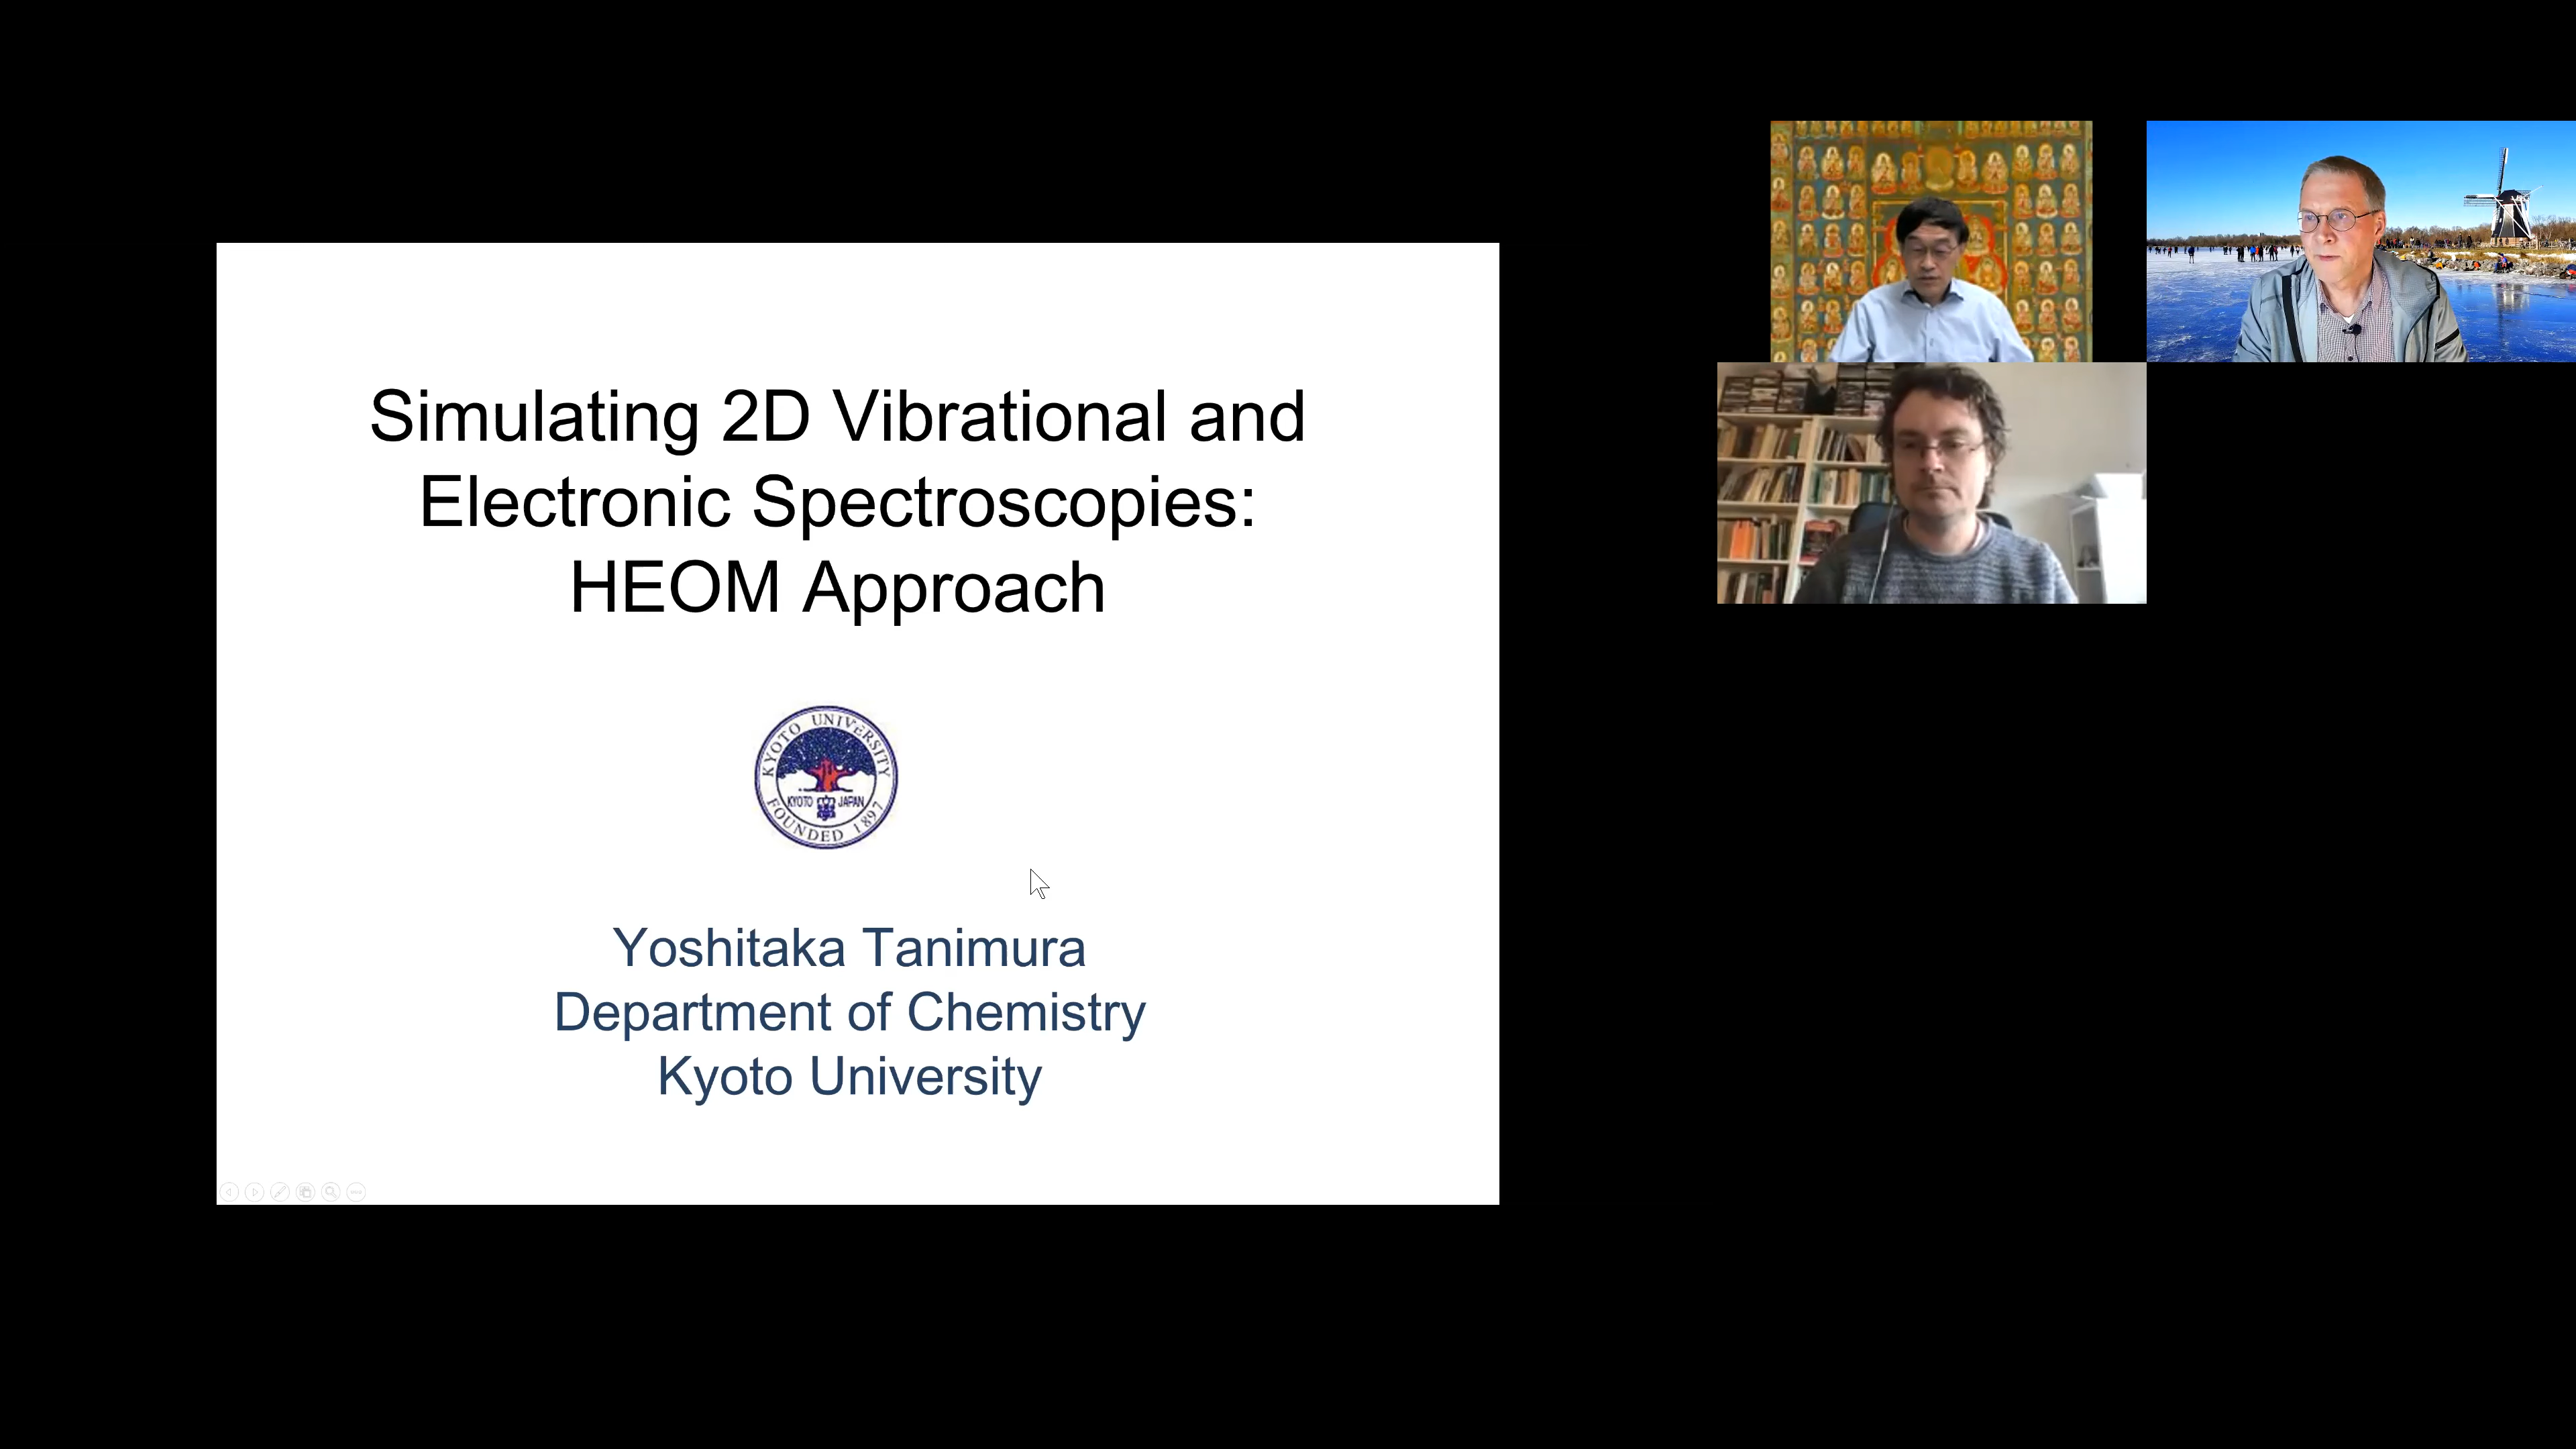 Simulating 2D Vibrational and
Electronic Spectroscopies:
HEOM Approach
KYOTO UNIVERSITY
KYOTO JAPAN
FOUNDED 1897
Yoshitaka Tanimura
Department of Chemistry
Kyoto University